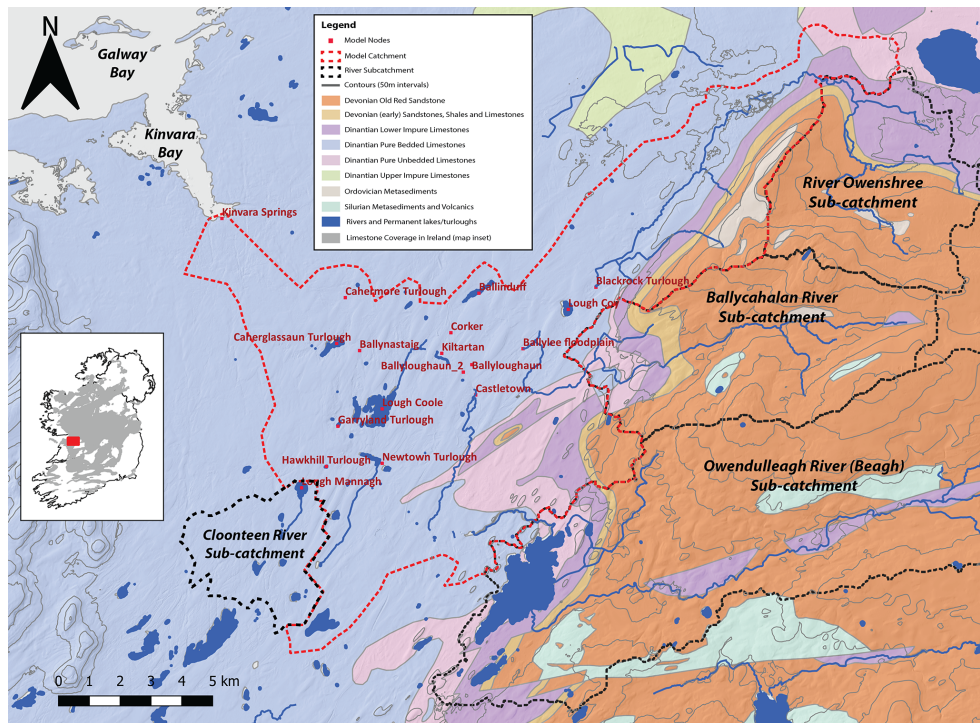 N
Galway
Bay
Kinvara
Bay
Legend
Model Nodes
Model Catchment
River Subcatchment
Contours (50m intervals)
Devonian Old Red Sandstone
Devonian (early) Sandstones, Shales and Limestones
Dinantian Lower Impure Limestones
Dinantian Pure Bedded Limestones
Dinantian Pure Unbedded Limestones
Dinantian Upper Impure Limestones
Ordovician Metasediments
Silurian Metasediments and Volcanics
Rivers and Permanent lakes/turloughs
Limestone Coverage in Ireland (map inset)
River Owenshree
Sub-catchment
Kinvara Springs
Blackrock Turlough
Cahermore Turlough
Ballinduff
Lough Coy
Ballycahalan River
Sub-catchment
Corker
Caherglassaun Turlough
Ballynastaig
Kiltartan
Ballylee floodplain
Ballyloughaun_2
Ballyloughaun
Castletown
Lough Coole
Garryland Turlough
Hawkhill Turlough
Newtown Turlough
Lough Mannagh
Owendulleagh River (Beagh)
Sub-catchment
Cloonteen River
Sub-catchment
0 1 2 3 4 5 km